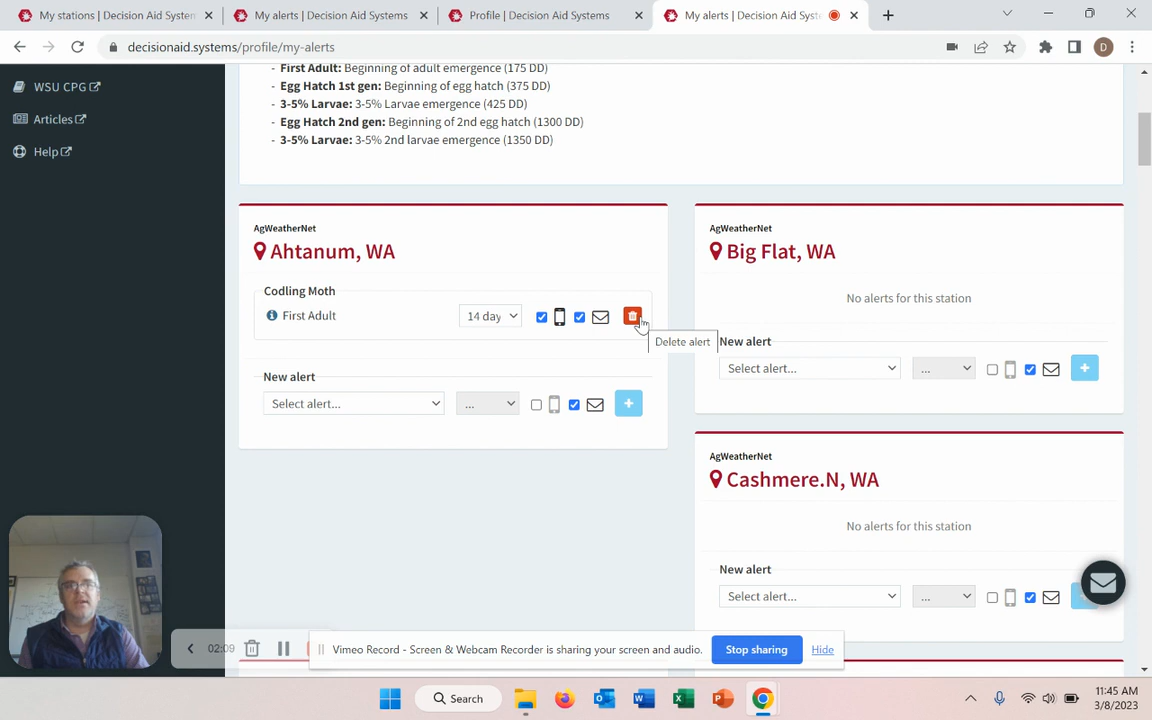 My stations | Decision Aid System
My alerts | Decision Aid Systems
Profile | Decision Aid Systems
My alerts | Decision Aid Syste
decisionaid.systems/profile/my-alerts
D
WSU CPG
Articles
Help
- First Adult: Beginning of adult emergence (175 DD)
- Egg Hatch 1st gen: Beginning of egg hatch (375 DD)
- 3-5% Larvae: 3-5% Larvae emergence (425 DD)
- Egg Hatch 2nd gen: Beginning of 2nd egg hatch (1300 DD)
- 3-5% Larvae: 3-5% 2nd larvae emergence (1350 DD)
AgWeatherNet
Ahtanum, WA
Codling Moth
First Adult
14 day
Delete alert
New alert
Select alert...
...
AgWeatherNet
Big Flat, WA
No alerts for this station
New alert
Select alert...
...
AgWeatherNet
Cashmere.N, WA
No alerts for this station
New alert
Select alert...
...
02:09
Vimeo Record - Screen & Webcam Recorder is sharing your screen and audio.
Stop sharing
Hide
Search
11:45 AM
3/8/2023